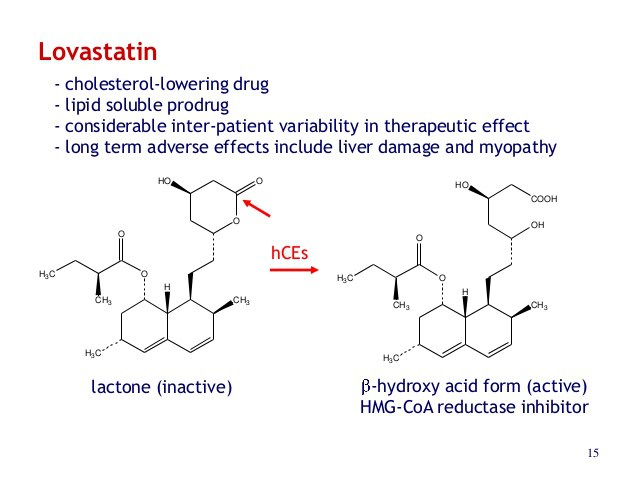 Lovastatin
- cholesterol-lowering drug
- lipid soluble prodrug
- considerable inter-patient variability in therapeutic effect
- long term adverse effects include liver damage and myopathy
HO
O
O
O
O
H
H₃C
CH₃
CH₃
H₃C
hCEs
HO
COOH
OH
O
O
H
H₃C
CH₃
CH₃
H₃C
lactone (inactive)
β-hydroxy acid form (active)
HMG-CoA reductase inhibitor
15